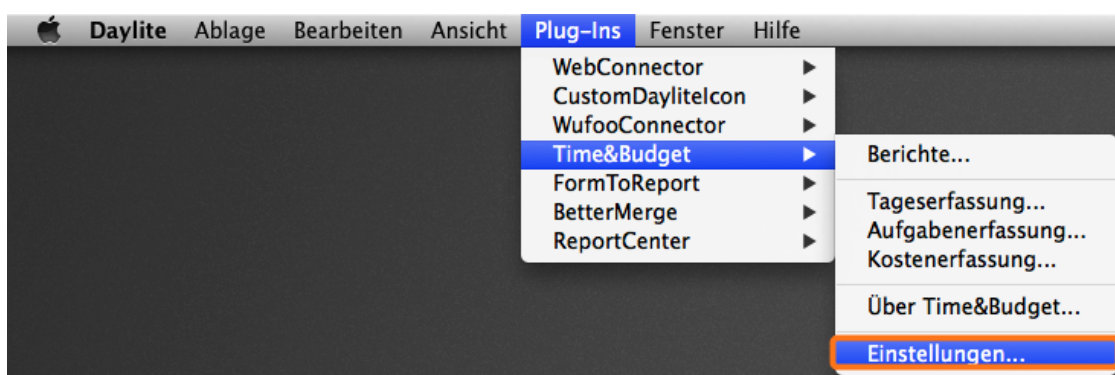 Daylite Ablage Bearbeiten Ansicht Plug-Ins Fenster Hilfe
WebConnector
CustomDayliteIcon
WufooConnector
Time&Budget
FormToReport
BetterMerge
ReportCenter
Berichte...
Tageserfassung...
Aufgabenerfassung...
Kostenerfassung...
Über Time&Budget...
Einstellungen...